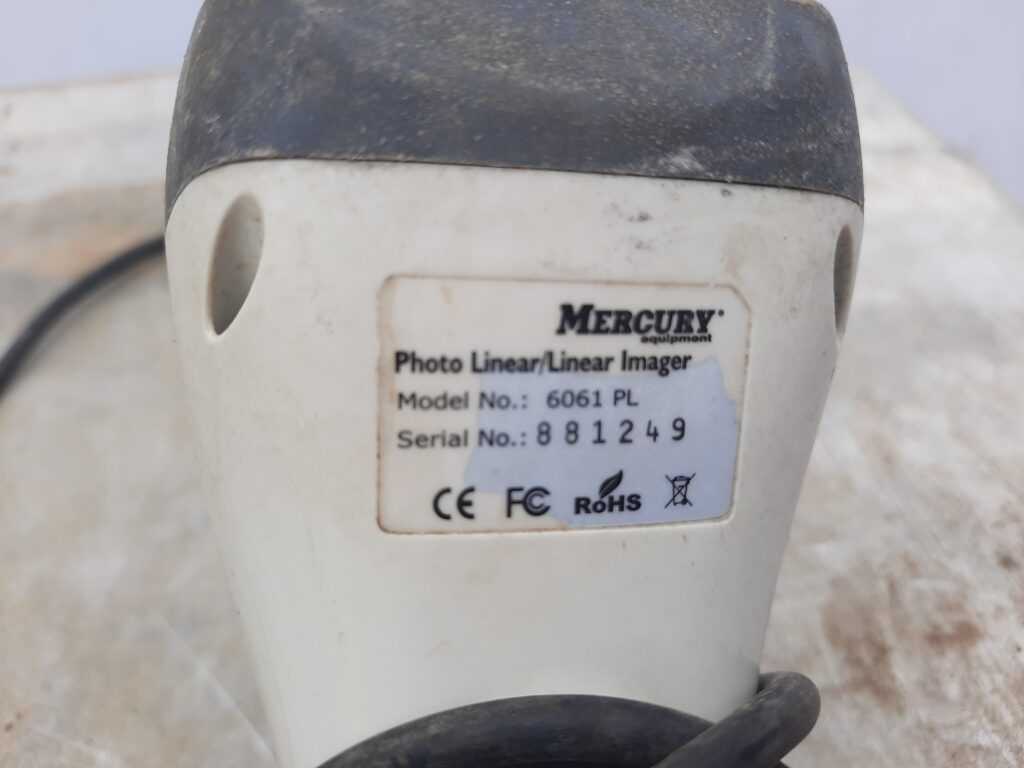 MERCURY
equipment
Photo Linear/Linear Imager
Model No.: 6061 PL
Serial No.: 881249
CE FC RoHS